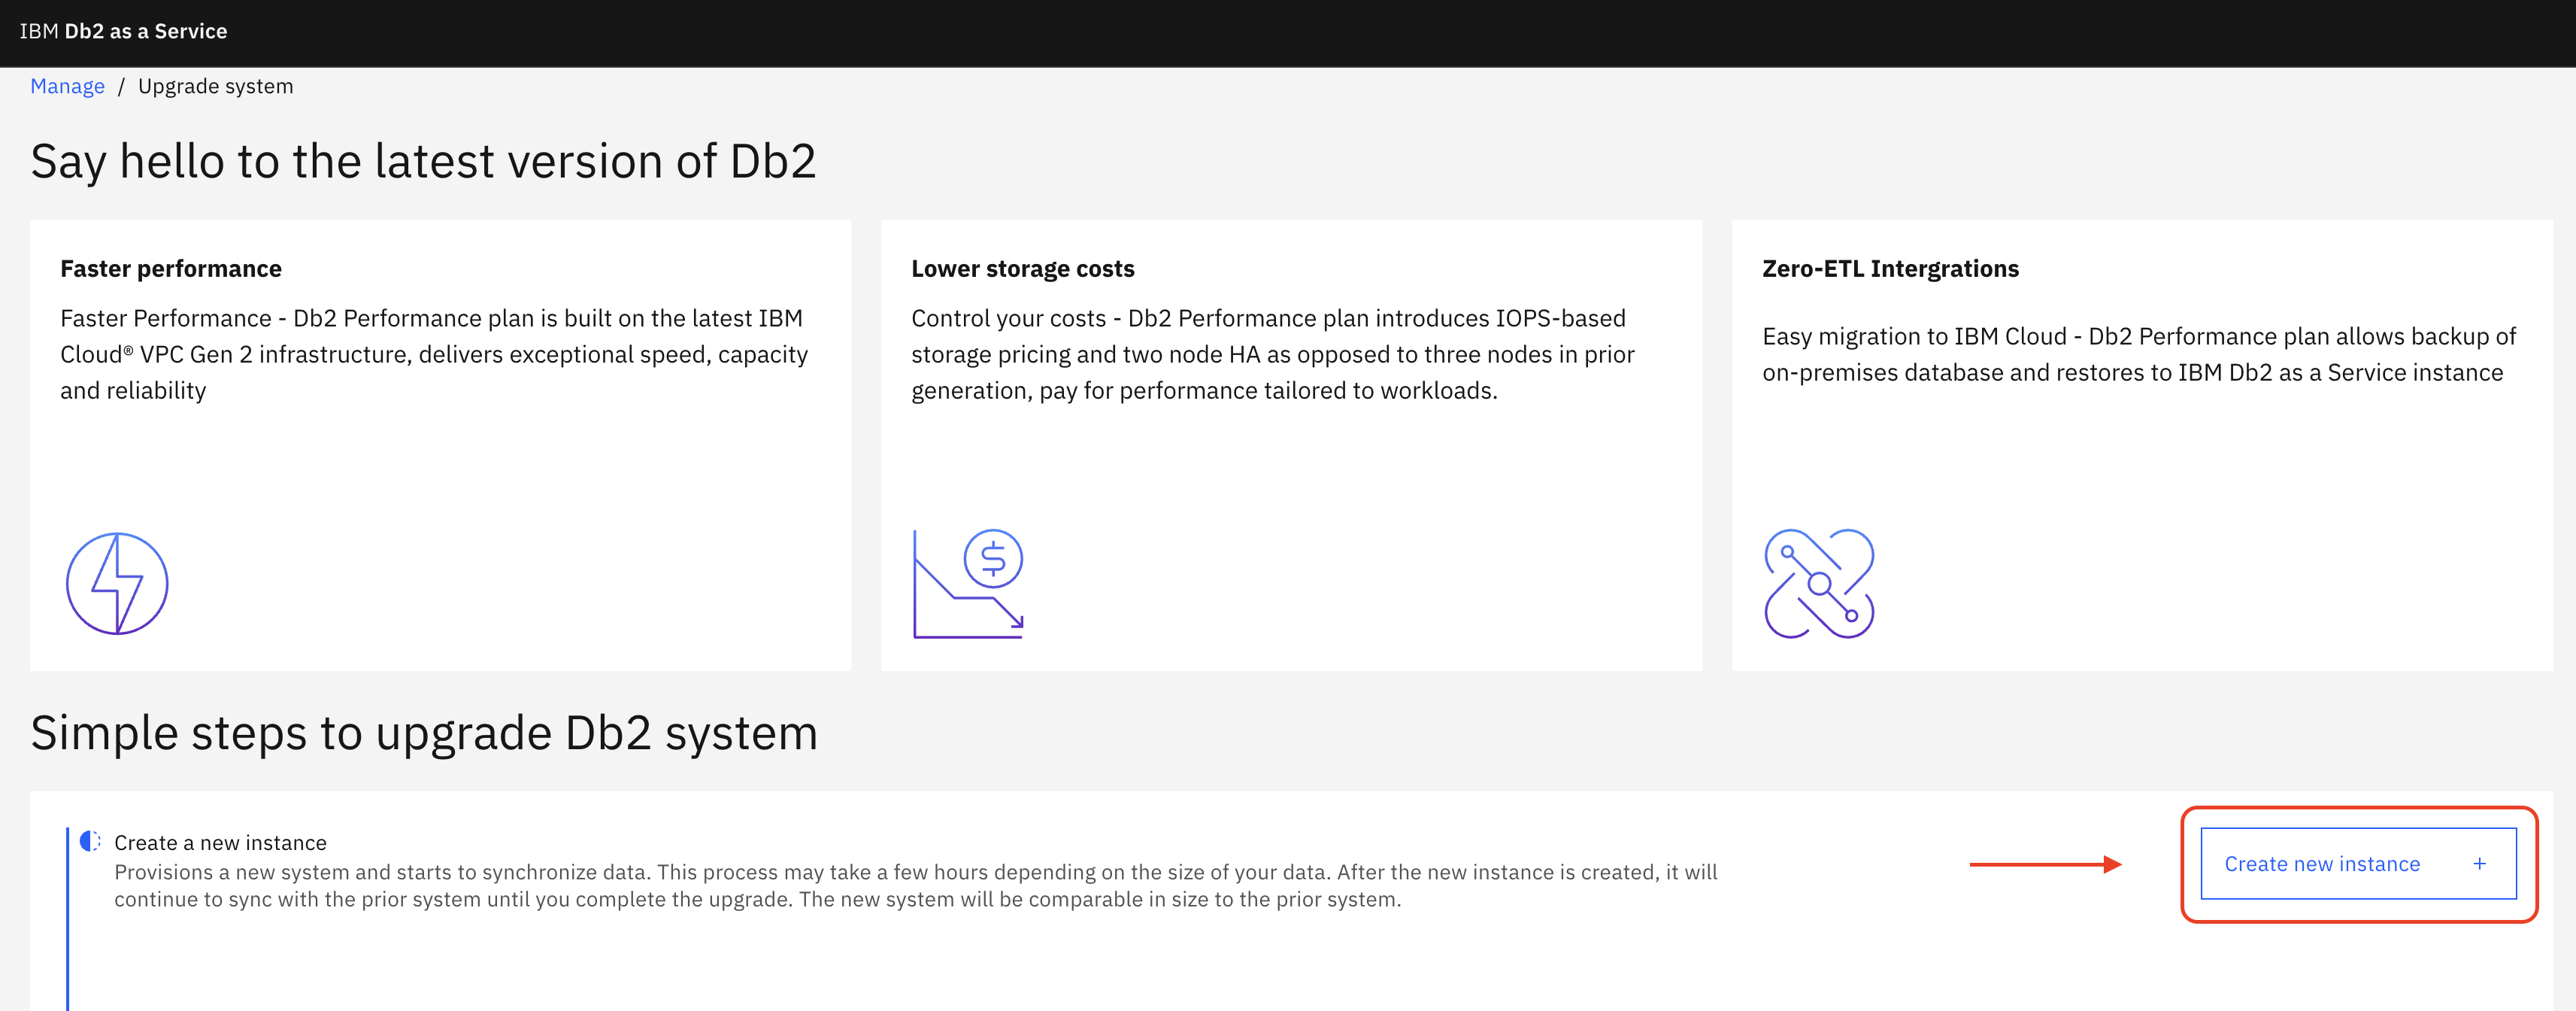 IBM Db2 as a Service
Manage / Upgrade system
Say hello to the latest version of Db2
Faster performance
Faster Performance - Db2 Performance plan is built on the latest IBM
Cloud® VPC Gen 2 infrastructure, delivers exceptional speed, capacity
and reliability
Lower storage costs
Control your costs - Db2 Performance plan introduces IOPS-based
storage pricing and two node HA as opposed to three nodes in prior
generation, pay for performance tailored to workloads.
Zero-ETL Intergrations
Easy migration to IBM Cloud - Db2 Performance plan allows backup of
on-premises database and restores to IBM Db2 as a Service instance
Simple steps to upgrade Db2 system
Create a new instance
Provisions a new system and starts to synchronize data. This process may take a few hours depending on the size of your data. After the new instance is created, it will
continue to sync with the prior system until you complete the upgrade. The new system will be comparable in size to the prior system.
Create new instance +